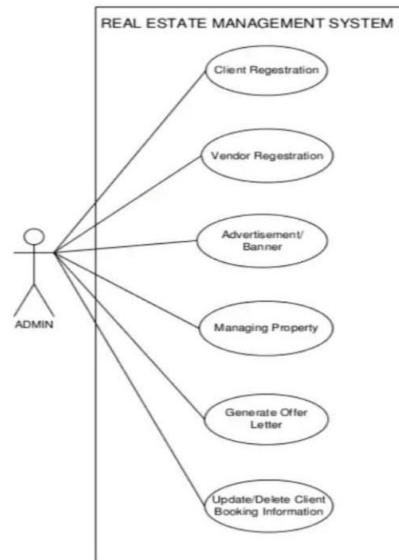 REAL ESTATE MANAGEMENT SYSTEM
Client Regestration
Vendor Regestration
Advertisement/
Banner
ADMIN
Managing Property
Generate Offer
Letter
Update/Delete Client
Booking Information